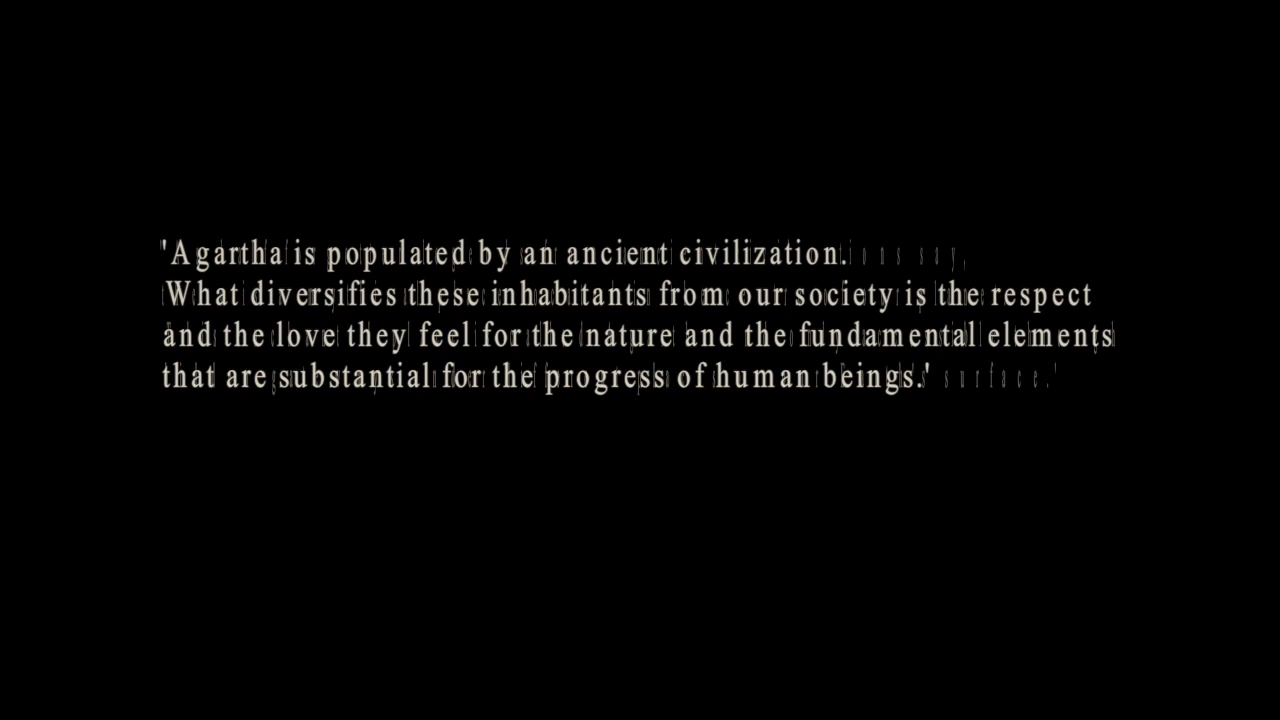 'Agartha is populated by an ancient civilization.
What diversifies these inhabitants from our society is the respect
and the love they feel for the nature and the fundamental elements
that are substantial for the progress of human beings.'